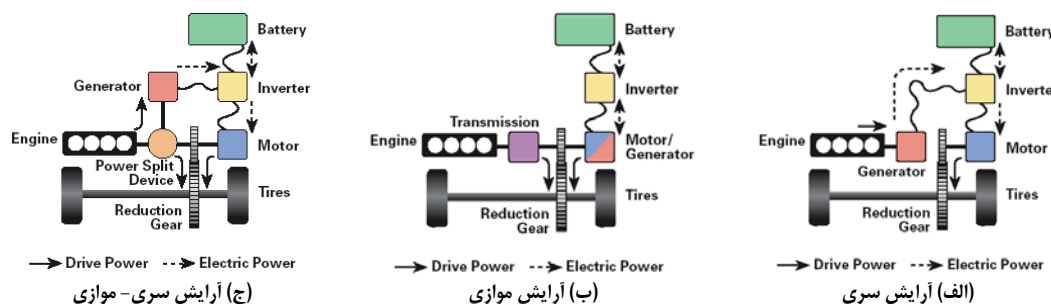 Battery
Generator
Inverter
Engine
Motor
Power Split
Device
Tires
Reduction
Gear
Drive Power
Electric Power
(ج) آرایش سری- موازی
Battery
Inverter
Transmission
Engine
Motor/
Generator
Tires
Reduction
Gear
Drive Power
Electric Power
(ب) آرایش موازی
Battery
Inverter
Engine
Motor
Generator
Tires
Reduction
Gear
Drive Power
Electric Power
(الف) آرایش سری